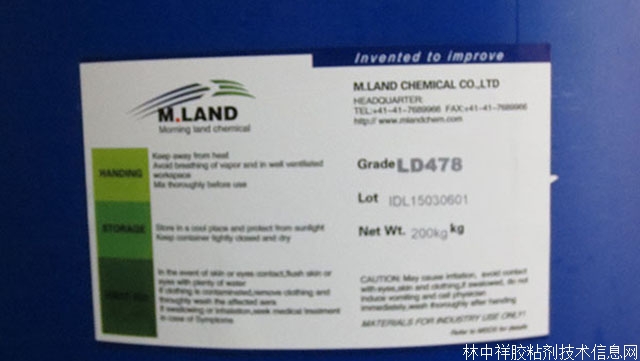 Invented to improve
M.LAND
Morning land chemical
M.LAND CHEMICAL CO.,LTD
HEADQUARTER:
TEL:+41-41-7689966 FAX:+41-41-7689966
http:// www.mlandchem.com
HANDING
Keep away from heat
Avoid breathing of vapor and in well ventilated
workspace
Mix thoroughly before use
STORAGE
Store in a cool place and protect from sunlight
Keep container tightly closed and dry
In the event of skin or eyes contact,flush skin or
eyes with plenty of water
If clothing is contaminated,remove clothing and
throughly wash the affected aera
If swallowing or inhalation,seek medical treatment
in case of Symptoms
Grade LD478
Lot IDL15030601
Net Wt. 200kg kg
CAUTION: May cause irritation, avoid contact
with eyes,skin and clothing,if swallowed, do not
induce vomiting and call physician
immediately,wash thoroughly after handing
MATERIALS FOR INDUSTRY USE ONLY!
Refer to MSDS for details
林中祥胶粘剂技术信息网